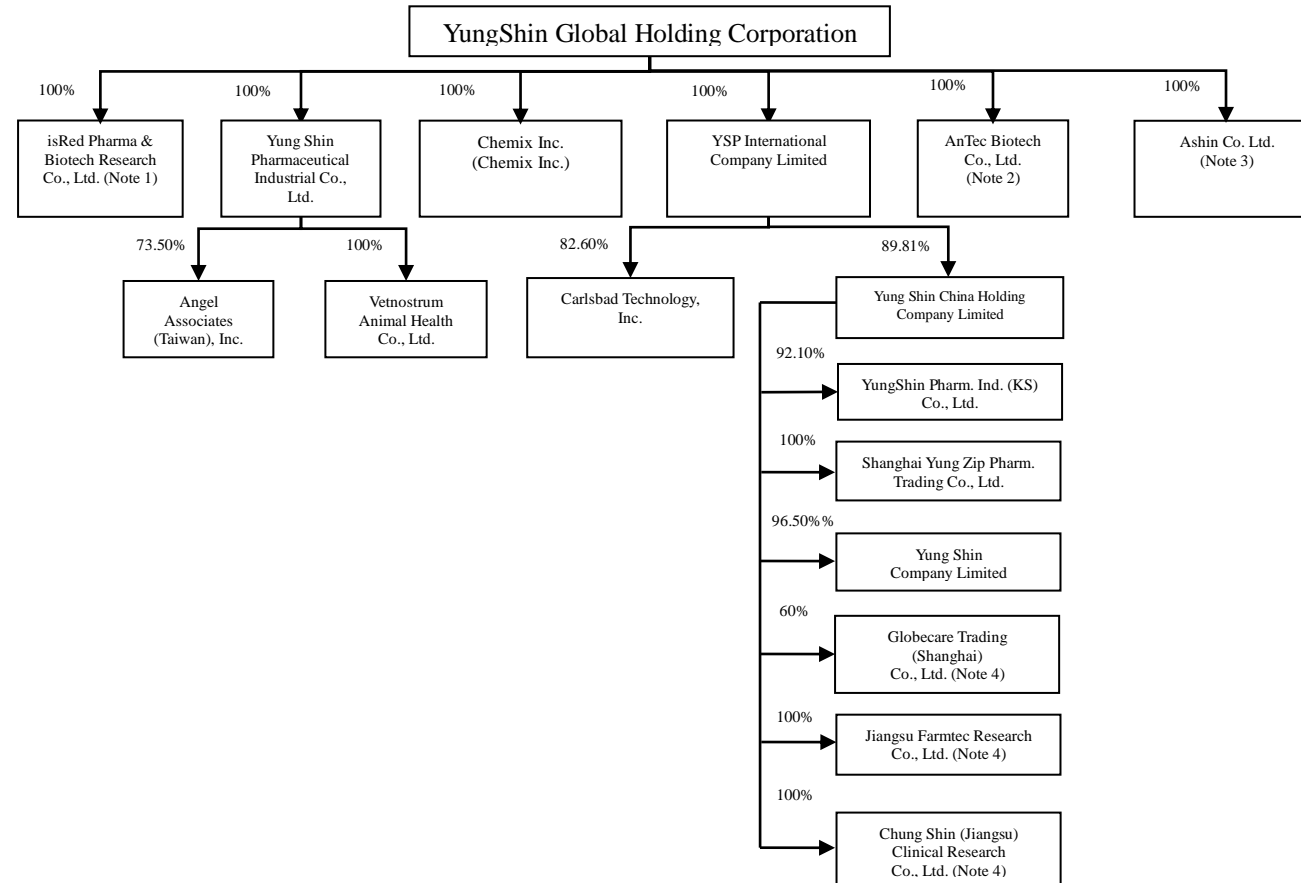 YungShin Global Holding Corporation
100%
100%
100%
100%
100%
100%
isRed Pharma &
Biotech Research
Co., Ltd. (Note 1)
Yung Shin
Pharmaceutical
Industrial Co.,
Ltd.
Chemix Inc.
(Chemix Inc.)
YSP International
Company Limited
AnTec Biotech
Co., Ltd.
(Note 2)
Ashin Co. Ltd.
(Note 3)
73.50%
100%
82.60%
89.81%
Angel
Associates
(Taiwan), Inc.
Vetnostrum
Animal Health
Co., Ltd.
Carlsbad Technology,
Inc.
Yung Shin China Holding
Company Limited
92.10%
YungShin Pharm. Ind. (KS)
Co., Ltd.
100%
Shanghai Yung Zip Pharm.
Trading Co., Ltd.
96.50%%
Yung Shin
Company Limited
60%
Globecare Trading
(Shanghai)
Co., Ltd. (Note 4)
100%
Jiangsu Farmtec Research
Co., Ltd. (Note 4)
100%
Chung Shin (Jiangsu)
Clinical Research
Co., Ltd. (Note 4)